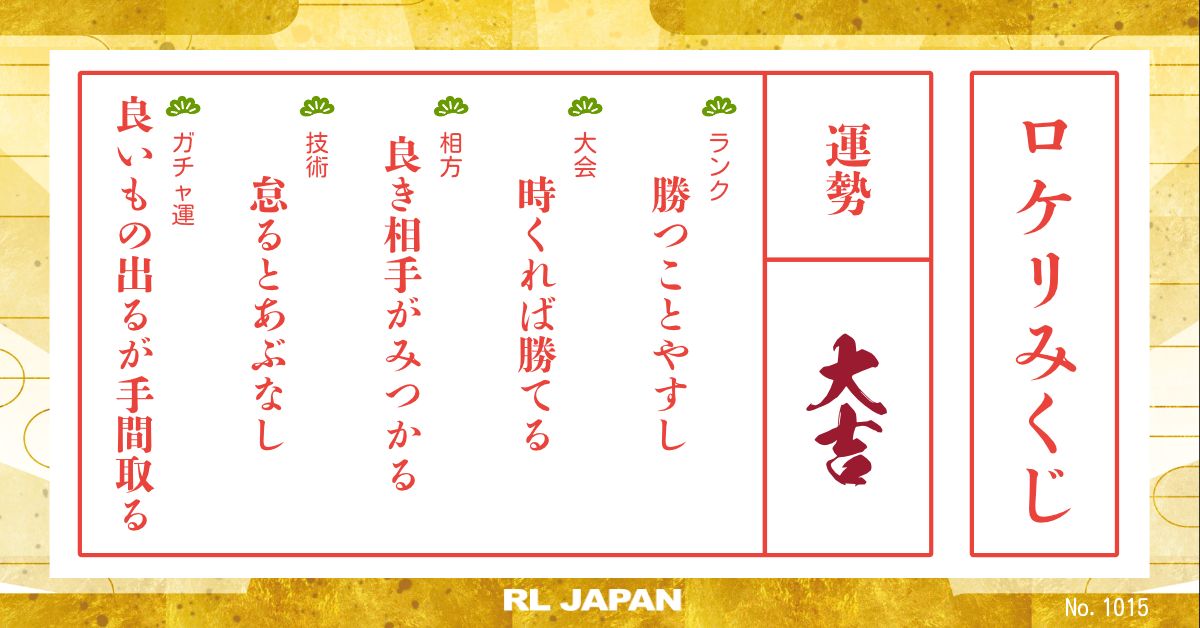 ロケリみくじ
運勢
大吉
ランク
勝つことやすし
大会
時くれば勝てる
相方
良き相手がみつかる
技術
怠るとあぶなし
ガチャ運
良いもの出るが手間取る
RL JAPAN
No. 1015